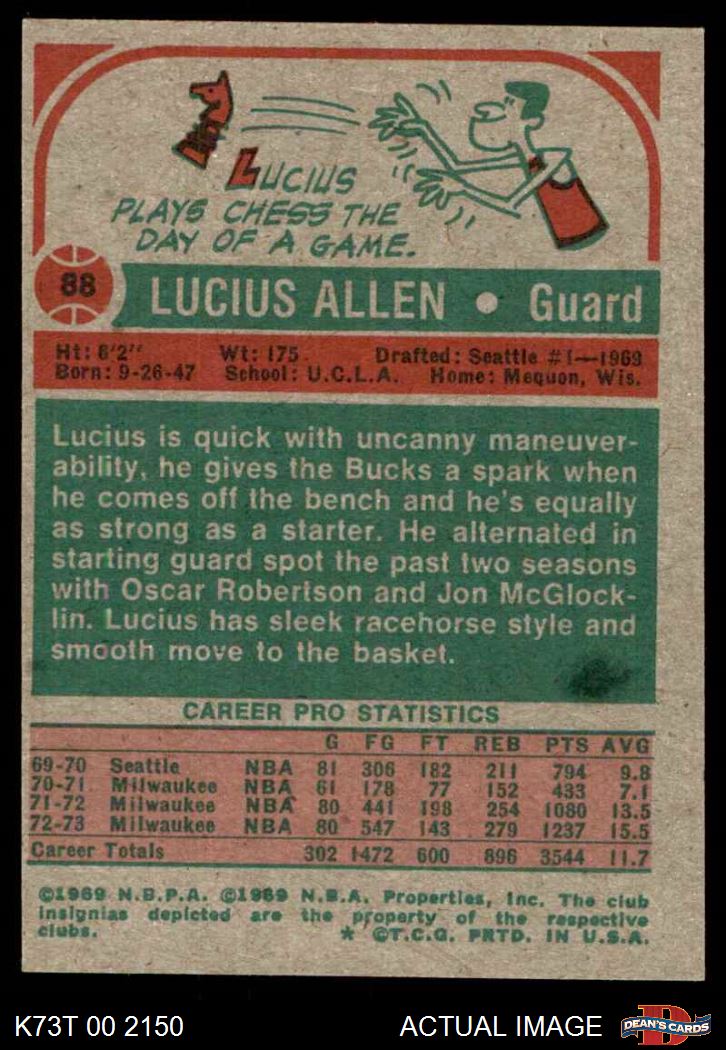 LUCIUS
PLAYS CHESS THE
DAY OF A GAME.
88
LUCIUS ALLEN • Guard
Ht: 6'2" Wt: 175 Drafted: Seattle #1—1969
Born: 9-26-47 School: U.C.L.A. Home: Mequon, Wis.
Lucius is quick with uncanny maneuver-
ability, he gives the Bucks a spark when
he comes off the bench and he's equally
as strong as a starter. He alternated in
starting guard spot the past two seasons
with Oscar Robertson and Jon McGlock-
lin. Lucius has sleek racehorse style and
smooth move to the basket.
CAREER PRO STATISTICS
G FG FT REB PTS AVG
69-70 Seattle NBA 81 306 182 211 794 9.8
70-71 Milwaukee NBA 61 178 77 152 433 7.1
71-72 Milwaukee NBA 80 441 198 254 1080 13.5
72-73 Milwaukee NBA 80 547 143 279 1237 15.5
Career Totals 302 1472 600 896 3544 11.7
©1969 N.B.P.A. ©1969 N.B.A. Properties, Inc. The club
insignias depicted are the property of the respective
clubs. * ©T.C.G. PRTD. IN U.S.A.
K73T 00 2150 ACTUAL IMAGE
D
DEAN'S CARDS